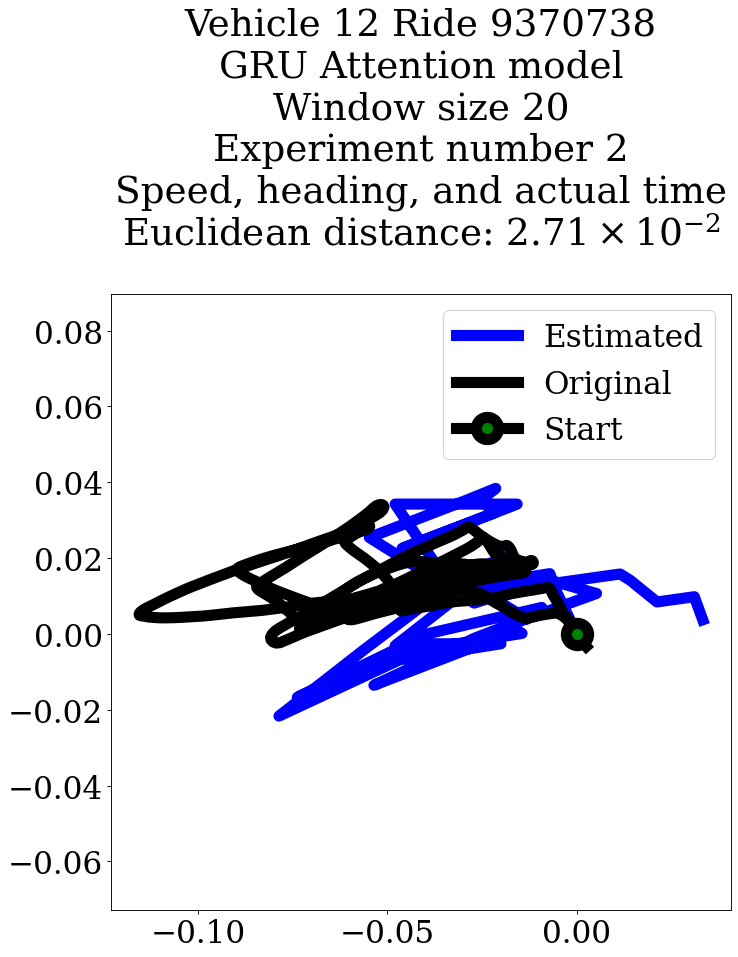 Vehicle 12 Ride 9370738
GRU Attention model
Window size 20
Experiment number 2
Speed, heading, and actual time
Euclidean distance: 2.71 × 10⁻²
Estimated
Original
Start
0.08
0.06
0.04
0.02
0.00
−0.02
−0.04
−0.06
−0.10
−0.05
0.00